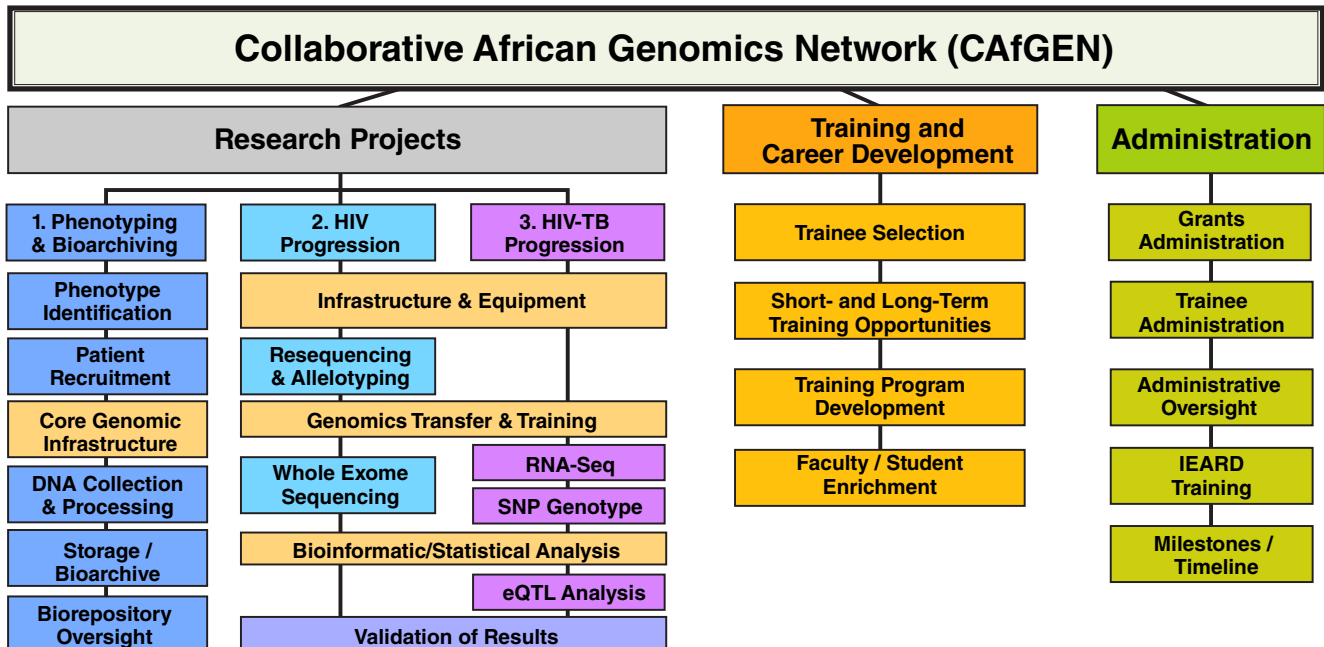 Collaborative African Genomics Network (CAfGEN)
Research Projects
1. Phenotyping
& Bioarchiving
Phenotype
Identification
Patient
Recruitment
Core Genomic
Infrastructure
DNA Collection
& Processing
Storage /
Bioarchive
Biorepository
Oversight
2. HIV
Progression
3. HIV-TB
Progression
Infrastructure & Equipment
Resequencing
& Allelotyping
Genomics Transfer & Training
Whole Exome
Sequencing
RNA-Seq
SNP Genotype
Bioinformatic/Statistical Analysis
eQTL Analysis
Validation of Results
Training and
Career Development
Trainee Selection
Short- and Long-Term
Training Opportunities
Training Program
Development
Faculty / Student
Enrichment
Administration
Grants
Administration
Trainee
Administration
Administrative
Oversight
IEARD
Training
Milestones /
Timeline